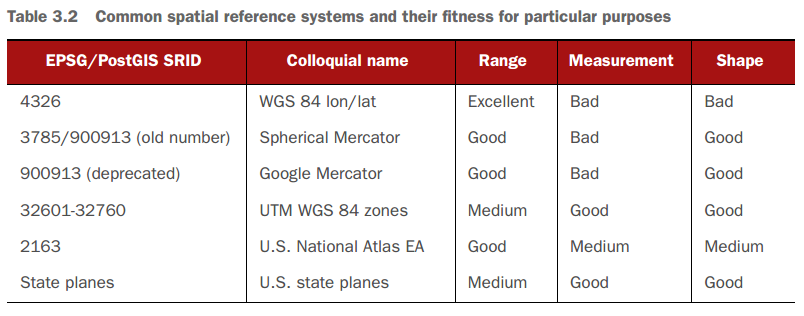 Table 3.2 Common spatial reference systems and their fitness for particular purposes
EPSG/PostGIS SRID Colloquial name Range Measurement Shape
4326 WGS 84 lon/lat Excellent Bad Bad
3785/900913 (old number) Spherical Mercator Good Bad Good
900913 (deprecated) Google Mercator Good Bad Good
32601-32760 UTM WGS 84 zones Medium Good Good
2163 U.S. National Atlas EA Good Medium Medium
State planes U.S. state planes Medium Good Good